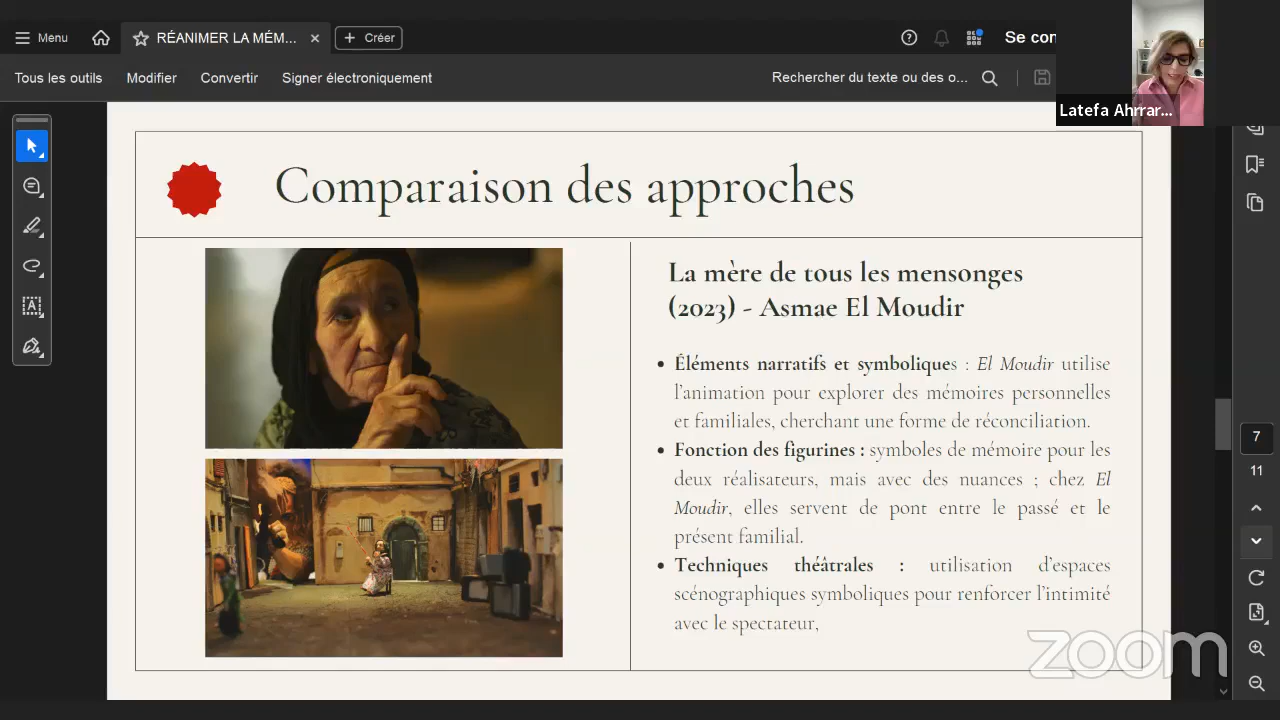 Menu
RÉANIMER LA MÉM...
Créer
Se con
Tous les outils
Modifier
Convertir
Signer électroniquement
Rechercher du texte ou des o...
Latefa Ahrrar...
Comparaison des approches
La mère de tous les mensonges
(2023) - Asmae El Moudir
Éléments narratifs et symboliques : El Moudir utilise
l'animation pour explorer des mémoires personnelles
et familiales, cherchant une forme de réconciliation.
Fonction des figurines : symboles de mémoire pour les
deux réalisateurs, mais avec des nuances ; chez El
Moudir, elles servent de pont entre le passé et le
présent familial.
Techniques théâtrales : utilisation d'espaces
scénographiques symboliques pour renforcer l'intimité
avec le spectateur,
7
11
zoom